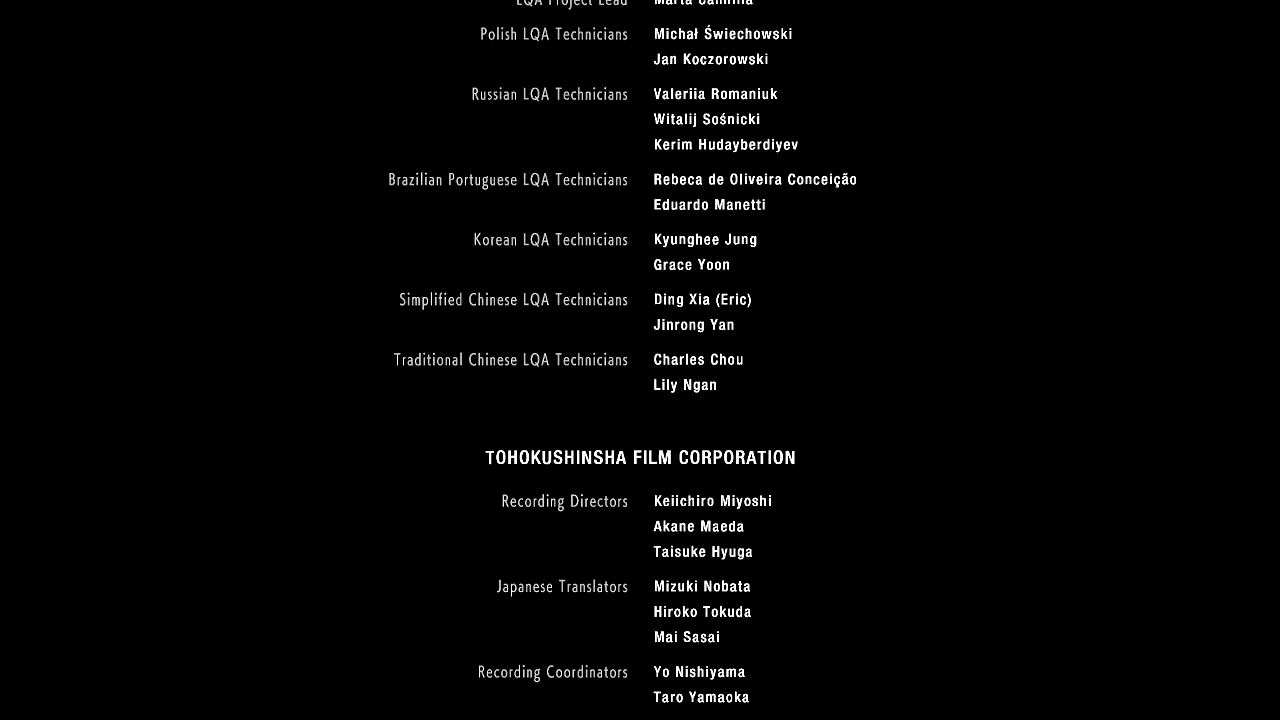 LQA Project Lead
Polish LQA Technicians Michał Świechowski
Jan Koczorowski
Russian LQA Technicians Valeriia Romaniuk
Witalij Sośnicki
Kerim Hudayberdiyev
Brazilian Portuguese LQA Technicians Rebeca de Oliveira Conceição
Eduardo Manetti
Korean LQA Technicians Kyunghee Jung
Grace Yoon
Simplified Chinese LQA Technicians Ding Xia (Eric)
Jinrong Yan
Traditional Chinese LQA Technicians Charles Chou
Lily Ngan
TOHOKUSHINSHA FILM CORPORATION
Recording Directors Keiichiro Miyoshi
Akane Maeda
Taisuke Hyuga
Japanese Translators Mizuki Nobata
Hiroko Tokuda
Mai Sasai
Recording Coordinators Yo Nishiyama
Taro Yamaoka